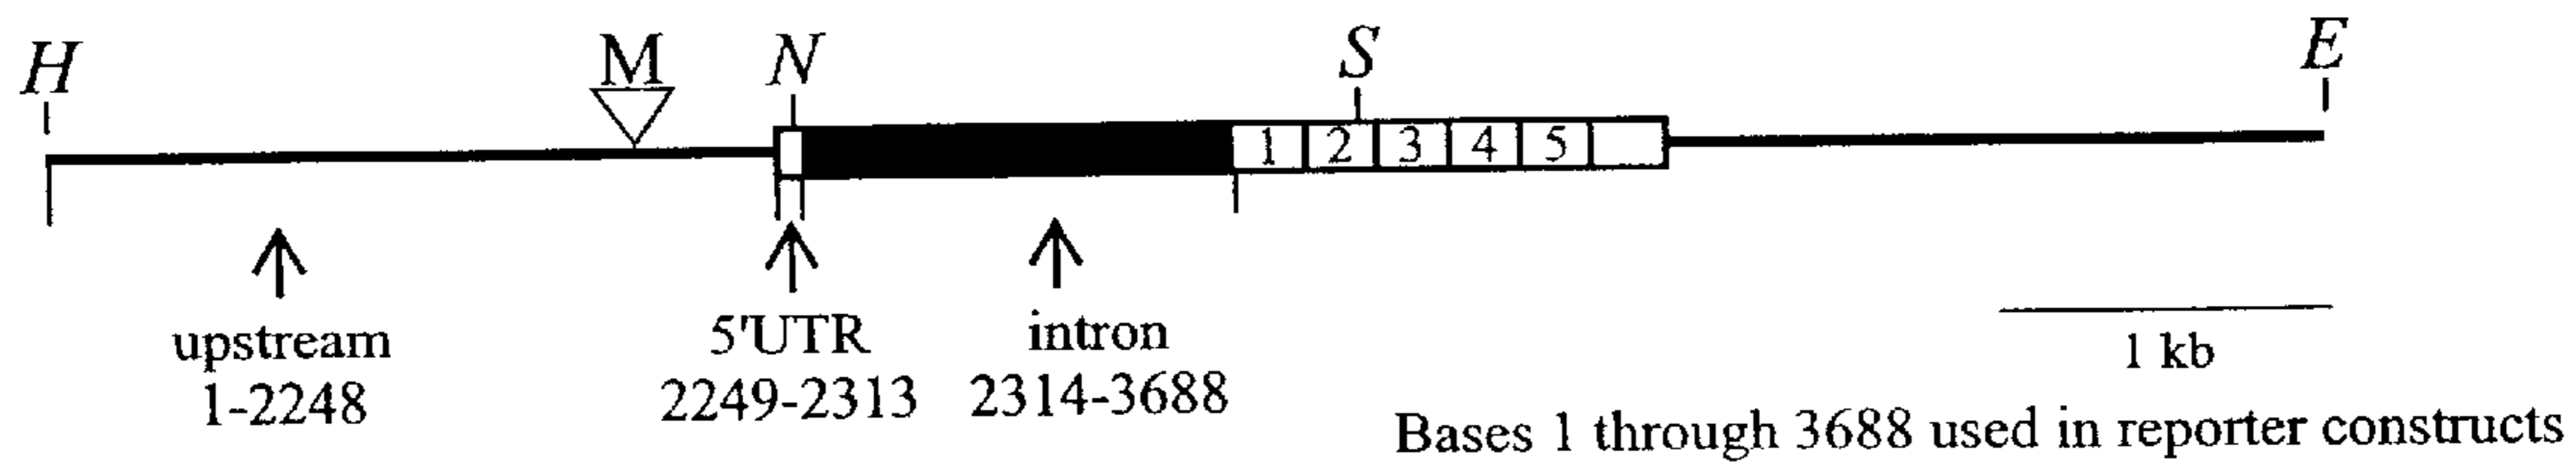 H M N S E
1 2 3 4 5
upstream 5'UTR intron 1 kb
1-2248 2249-2313 2314-3688
Bases 1 through 3688 used in reporter constructs